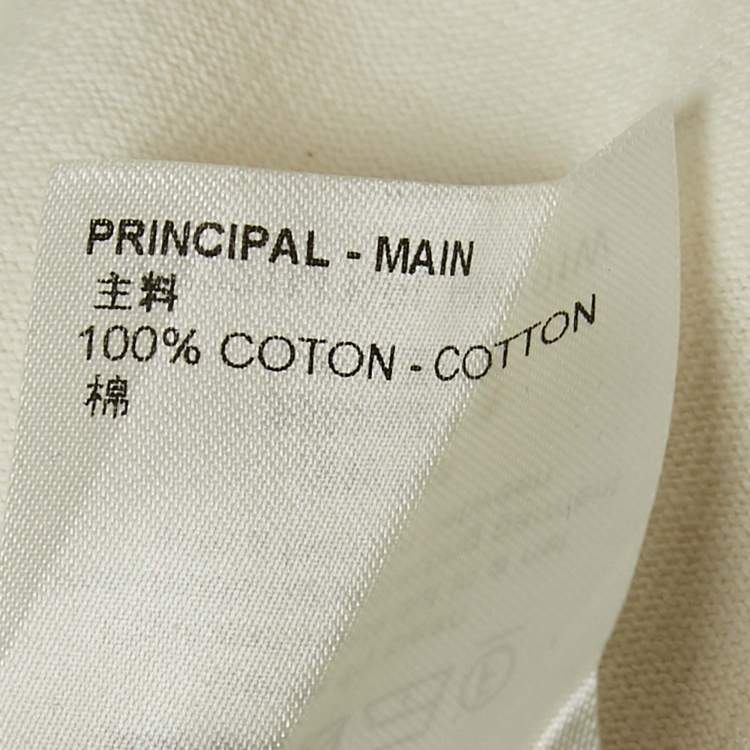 PRINCIPAL - MAIN
主料
100% COTON - COTTON
棉